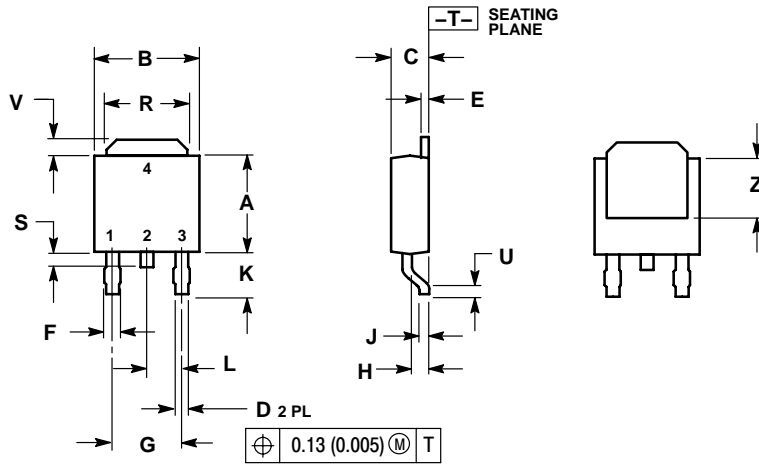 –T– SEATING
PLANE
B
C
V
R
E
4
Z
A
S
1 2 3
U
K
F
J
L
H
D 2 PL
G
⌖ 0.13 (0.005) Ⓜ T